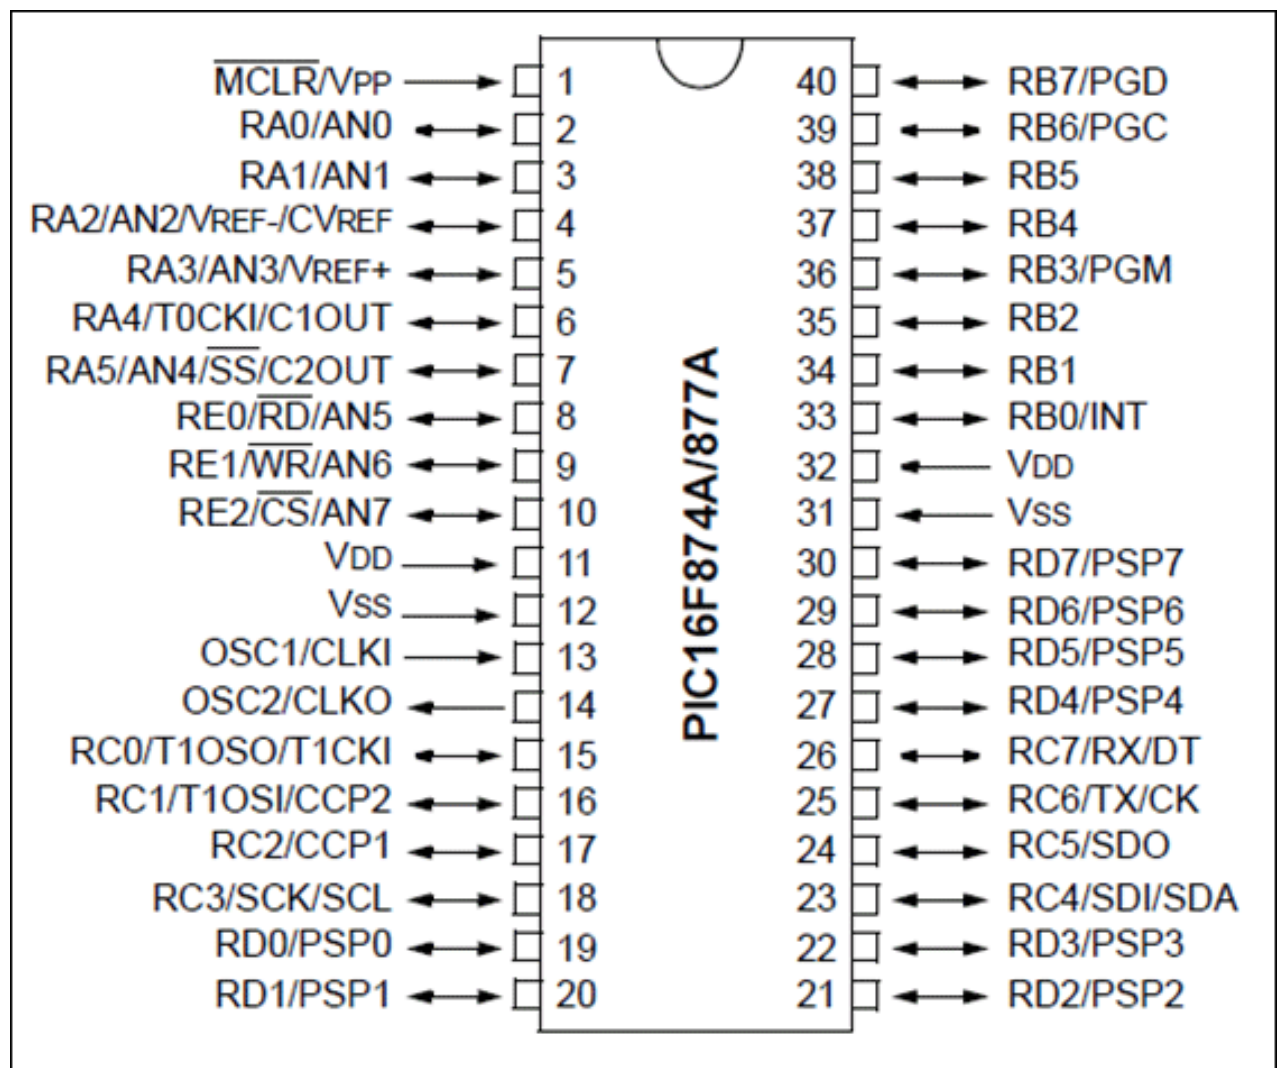 MCLR/VPP 1 40 RB7/PGD
RA0/AN0 2 39 RB6/PGC
RA1/AN1 3 38 RB5
RA2/AN2/VREF-/CVREF 4 37 RB4
RA3/AN3/VREF+ 5 36 RB3/PGM
RA4/T0CKI/C1OUT 6 35 RB2
RA5/AN4/SS/C2OUT 7 34 RB1
RE0/RD/AN5 8 33 RB0/INT
RE1/WR/AN6 9 32 VDD
RE2/CS/AN7 10 31 VSS
VDD 11 30 RD7/PSP7
VSS 12 29 RD6/PSP6
OSC1/CLKI 13 28 RD5/PSP5
OSC2/CLKO 14 27 RD4/PSP4
RC0/T1OSO/T1CKI 15 26 RC7/RX/DT
RC1/T1OSI/CCP2 16 25 RC6/TX/CK
RC2/CCP1 17 24 RC5/SDO
RC3/SCK/SCL 18 23 RC4/SDI/SDA
RD0/PSP0 19 22 RD3/PSP3
RD1/PSP1 20 21 RD2/PSP2
PIC16F874A/877A